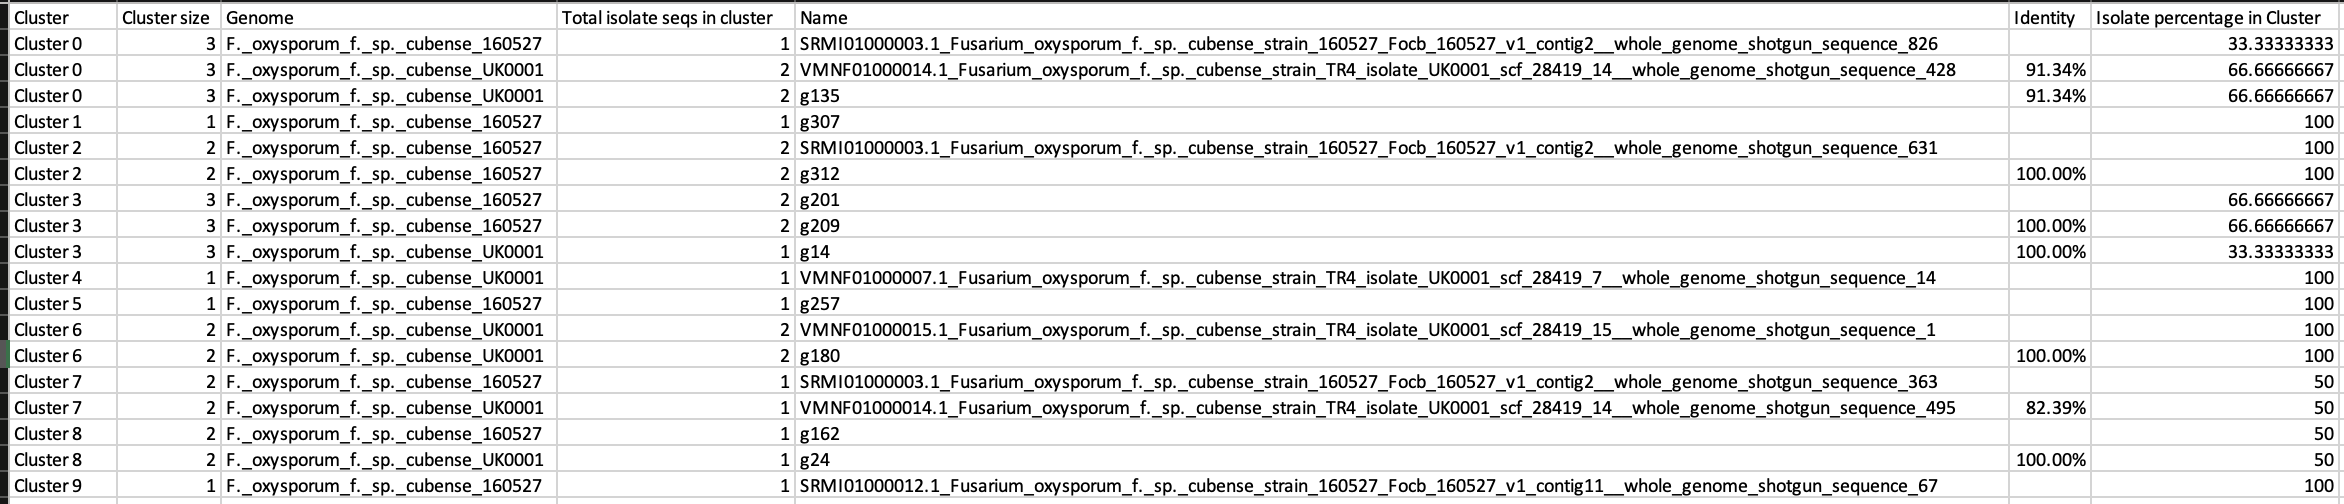 Cluster Cluster size Genome Total isolate seqs in cluster Name Identity Isolate percentage in Cluster
Cluster 0 3 F._oxysporum_f._sp._cubense_160527 1 SRMI01000003.1_Fusarium_oxysporum_f._sp._cubense_strain_160527_Focb_160527_v1_contig2__whole_genome_shotgun_sequence_826 33.33333333
Cluster 0 3 F._oxysporum_f._sp._cubense_UK0001 2 VMNF01000014.1_Fusarium_oxysporum_f._sp._cubense_strain_TR4_isolate_UK0001_scf_28419_14__whole_genome_shotgun_sequence_428 91.34% 66.66666667
Cluster 0 3 F._oxysporum_f._sp._cubense_UK0001 2 g135 91.34% 66.66666667
Cluster 1 1 F._oxysporum_f._sp._cubense_160527 1 g307 100
Cluster 2 2 F._oxysporum_f._sp._cubense_160527 2 SRMI01000003.1_Fusarium_oxysporum_f._sp._cubense_strain_160527_Focb_160527_v1_contig2__whole_genome_shotgun_sequence_631 100
Cluster 2 2 F._oxysporum_f._sp._cubense_160527 2 g312 100.00% 100
Cluster 3 3 F._oxysporum_f._sp._cubense_160527 2 g201 66.66666667
Cluster 3 3 F._oxysporum_f._sp._cubense_160527 2 g209 100.00% 66.66666667
Cluster 3 3 F._oxysporum_f._sp._cubense_UK0001 1 g14 100.00% 33.33333333
Cluster 4 1 F._oxysporum_f._sp._cubense_UK0001 1 VMNF01000007.1_Fusarium_oxysporum_f._sp._cubense_strain_TR4_isolate_UK0001_scf_28419_7__whole_genome_shotgun_sequence_14 100
Cluster 5 1 F._oxysporum_f._sp._cubense_160527 1 g257 100
Cluster 6 2 F._oxysporum_f._sp._cubense_UK0001 2 VMNF01000015.1_Fusarium_oxysporum_f._sp._cubense_strain_TR4_isolate_UK0001_scf_28419_15__whole_genome_shotgun_sequence_1 100
Cluster 6 2 F._oxysporum_f._sp._cubense_UK0001 2 g180 100.00% 100
Cluster 7 2 F._oxysporum_f._sp._cubense_160527 1 SRMI01000003.1_Fusarium_oxysporum_f._sp._cubense_strain_160527_Focb_160527_v1_contig2__whole_genome_shotgun_sequence_363 50
Cluster 7 2 F._oxysporum_f._sp._cubense_UK0001 1 VMNF01000014.1_Fusarium_oxysporum_f._sp._cubense_strain_TR4_isolate_UK0001_scf_28419_14__whole_genome_shotgun_sequence_495 82.39% 50
Cluster 8 2 F._oxysporum_f._sp._cubense_160527 1 g162 50
Cluster 8 2 F._oxysporum_f._sp._cubense_UK0001 1 g24 100.00% 50
Cluster 9 1 F._oxysporum_f._sp._cubense_160527 1 SRMI01000012.1_Fusarium_oxysporum_f._sp._cubense_strain_160527_Focb_160527_v1_contig11__whole_genome_shotgun_sequence_67 100